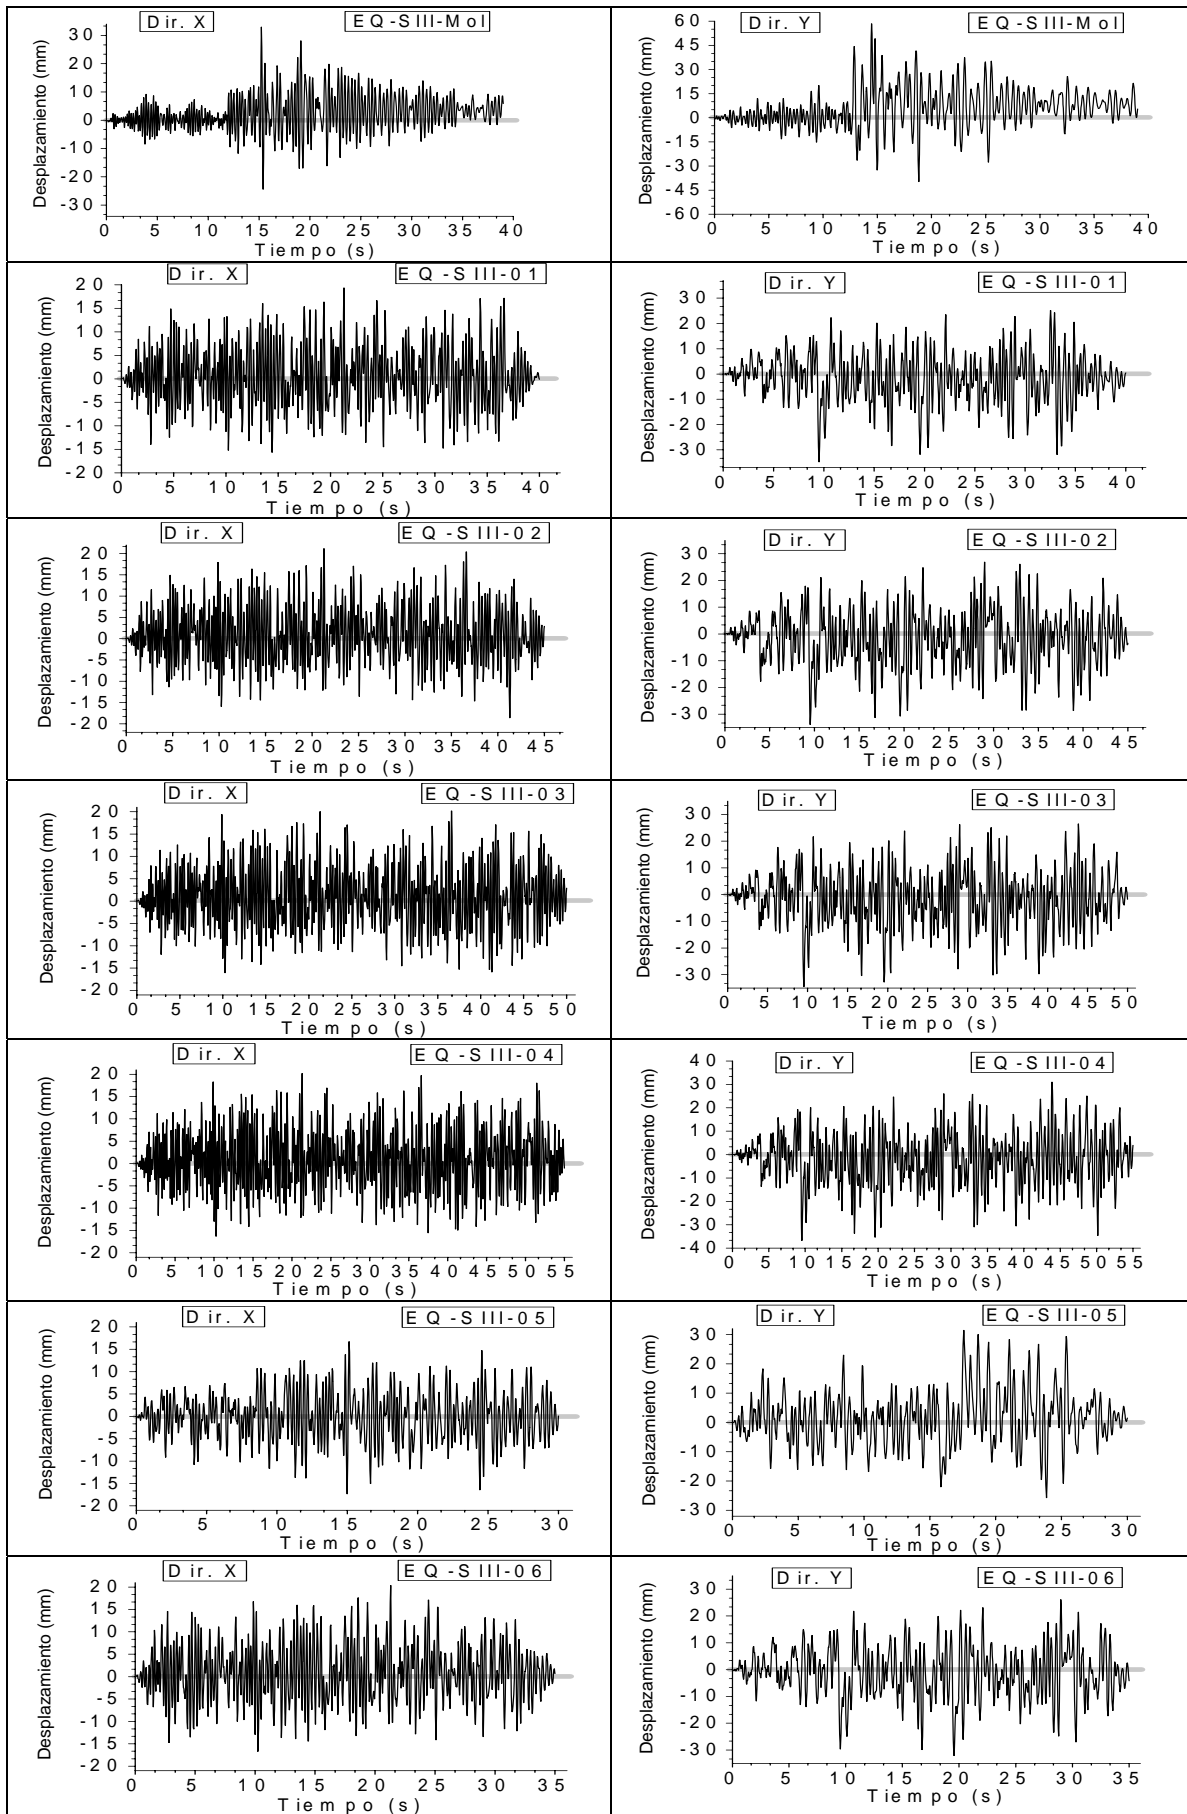 Dir. X EQ-SIII-Mol
Desplazamiento (mm)
30
20
10
0
-10
-20
-30
0 5 10 15 20 25 30 35 40
Tiempo (s)
Dir. Y EQ-SIII-Mol
Desplazamiento (mm)
60
45
30
15
0
-15
-30
-45
-60
0 5 10 15 20 25 30 35 40
Tiempo (s)
Dir. X EQ-SIII-01
Desplazamiento (mm)
20
15
10
5
0
-5
-10
-15
-20
0 5 10 15 20 25 30 35 40
Tiempo (s)
Dir. Y EQ-SIII-01
Desplazamiento (mm)
30
20
10
0
-10
-20
-30
0 5 10 15 20 25 30 35 40
Tiempo (s)
Dir. X EQ-SIII-02
Desplazamiento (mm)
20
15
10
5
0
-5
-10
-15
-20
0 5 10 15 20 25 30 35 40 45
Tiempo (s)
Dir. Y EQ-SIII-02
Desplazamiento (mm)
30
20
10
0
-10
-20
-30
0 5 10 15 20 25 30 35 40 45
Tiempo (s)
Dir. X EQ-SIII-03
Desplazamiento (mm)
20
15
10
5
0
-5
-10
-15
-20
0 5 10 15 20 25 30 35 40 45 50
Tiempo (s)
Dir. Y EQ-SIII-03
Desplazamiento (mm)
30
20
10
0
-10
-20
-30
0 5 10 15 20 25 30 35 40 45 50
Tiempo (s)
Dir. X EQ-SIII-04
Desplazamiento (mm)
20
15
10
5
0
-5
-10
-15
-20
0 5 10 15 20 25 30 35 40 45 50 55
Tiempo (s)
Dir. Y EQ-SIII-04
Desplazamiento (mm)
40
30
20
10
0
-10
-20
-30
-40
0 5 10 15 20 25 30 35 40 45 50 55
Tiempo (s)
Dir. X EQ-SIII-05
Desplazamiento (mm)
20
15
10
5
0
-5
-10
-15
-20
0 5 10 15 20 25 30
Tiempo (s)
Dir. Y EQ-SIII-05
Desplazamiento (mm)
30
20
10
0
-10
-20
-30
0 5 10 15 20 25 30
Tiempo (s)
Dir. X EQ-SIII-06
Desplazamiento (mm)
20
15
10
5
0
-5
-10
-15
-20
0 5 10 15 20 25 30 35
Tiempo (s)
Dir. Y EQ-SIII-06
Desplazamiento (mm)
30
20
10
0
-10
-20
-30
0 5 10 15 20 25 30 35
Tiempo (s)